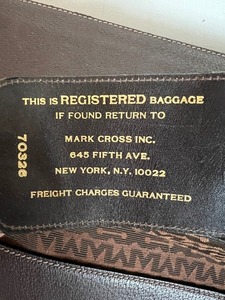 THIS IS REGISTERED BAGGAGE
IF FOUND RETURN TO
MARK CROSS INC.
645 FIFTH AVE.
NEW YORK, N.Y. 10022
FREIGHT CHARGES GUARANTEED
70326